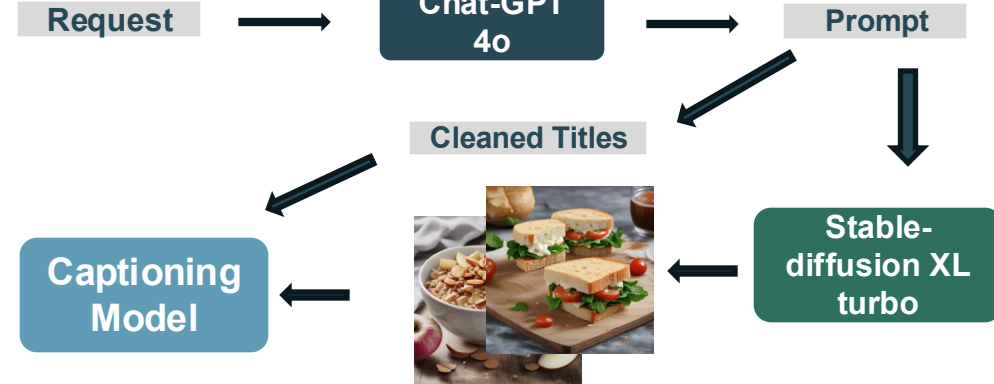 Request
Chat-GPT
4o
Prompt
Cleaned Titles
Stable-
diffusion XL
turbo
Captioning
Model